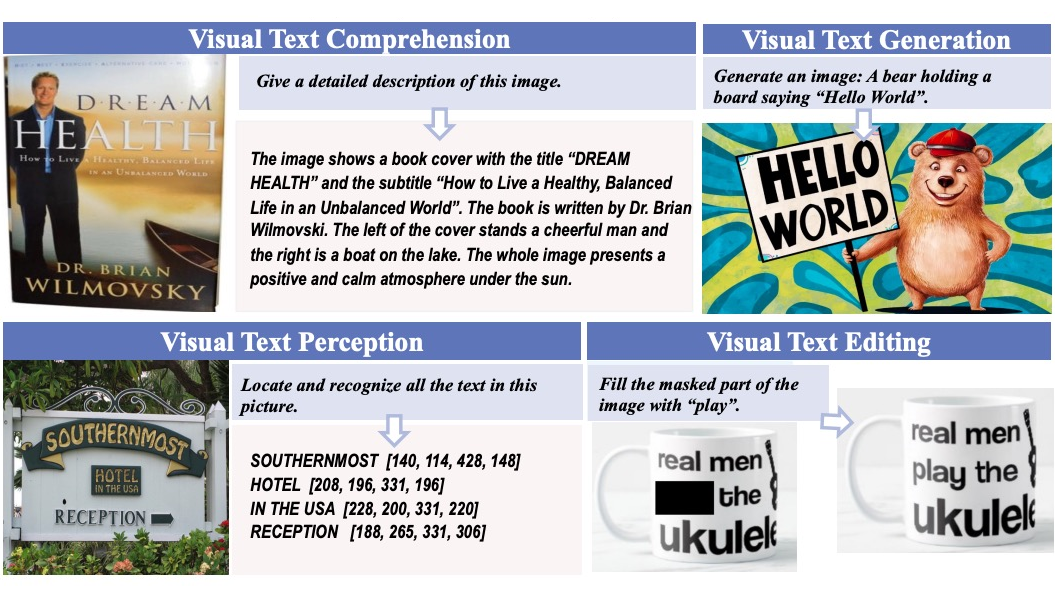 Visual Text Comprehension
D·R·E·A·M
HEALTH
How to Live a Healthy, Balanced Life
in an Unbalanced World
DR. BRIAN
WILMOVSKY
Give a detailed description of this image.
The image shows a book cover with the title “DREAM
HEALTH” and the subtitle “How to Live a Healthy, Balanced
Life in an Unbalanced World”. The book is written by Dr. Brian
Wilmovski. The left of the cover stands a cheerful man and
the right is a boat on the lake. The whole image presents a
positive and calm atmosphere under the sun.
Visual Text Generation
Generate an image: A bear holding a
board saying “Hello World”.
HELLO
WORLD
Visual Text Perception
SOUTHERNMOST
HOTEL
IN THE USA
RECEPTION
Locate and recognize all the text in this
picture.
SOUTHERNMOST [140, 114, 428, 148]
HOTEL [208, 196, 331, 196]
IN THE USA [228, 200, 331, 220]
RECEPTION [188, 265, 331, 306]
Visual Text Editing
Fill the masked part of the
image with “play”.
real men
the
ukulele
real men
play the
ukulele